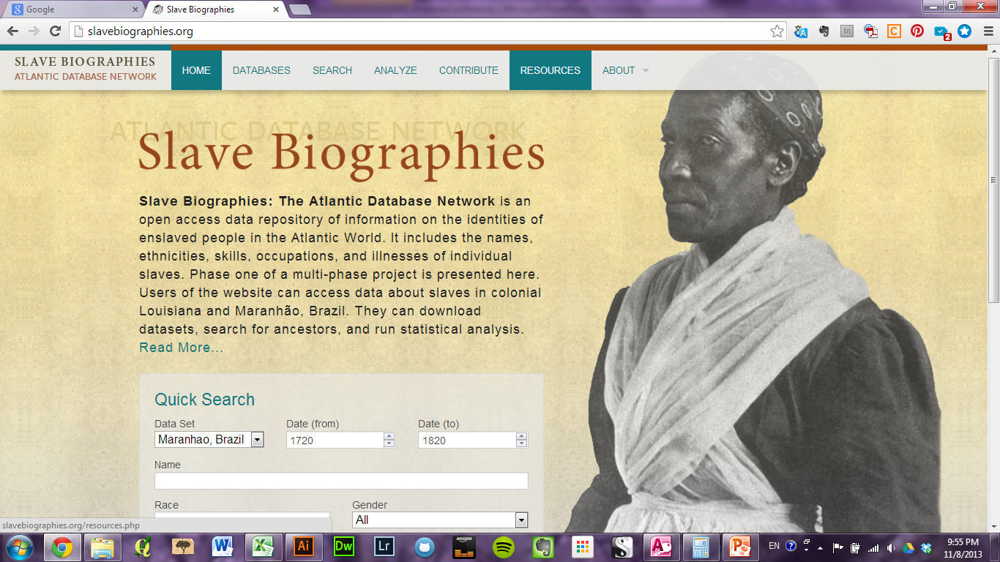 Google
Slave Biographies
slavebiographies.org
SLAVE BIOGRAPHIES
ATLANTIC DATABASE NETWORK
HOME
DATABASES
SEARCH
ANALYZE
CONTRIBUTE
RESOURCES
ABOUT
ATLANTIC DATABASE NETWORK
Slave Biographies
Slave Biographies: The Atlantic Database Network is an
open access data repository of information on the identities of
enslaved people in the Atlantic World. It includes the names,
ethnicities, skills, occupations, and illnesses of individual
slaves. Phase one of a multi-phase project is presented here.
Users of the website can access data about slaves in colonial
Louisiana and Maranhão, Brazil. They can download
datasets, search for ancestors, and run statistical analysis.
Read More...
Quick Search
Data Set
Date (from)
Date (to)
Maranhao, Brazil
1720
1820
Name
Race
Gender
All
slavebiographies.org/resources.php
Ai
Dw
Lr
amazon
EN
9:55 PM
11/8/2013